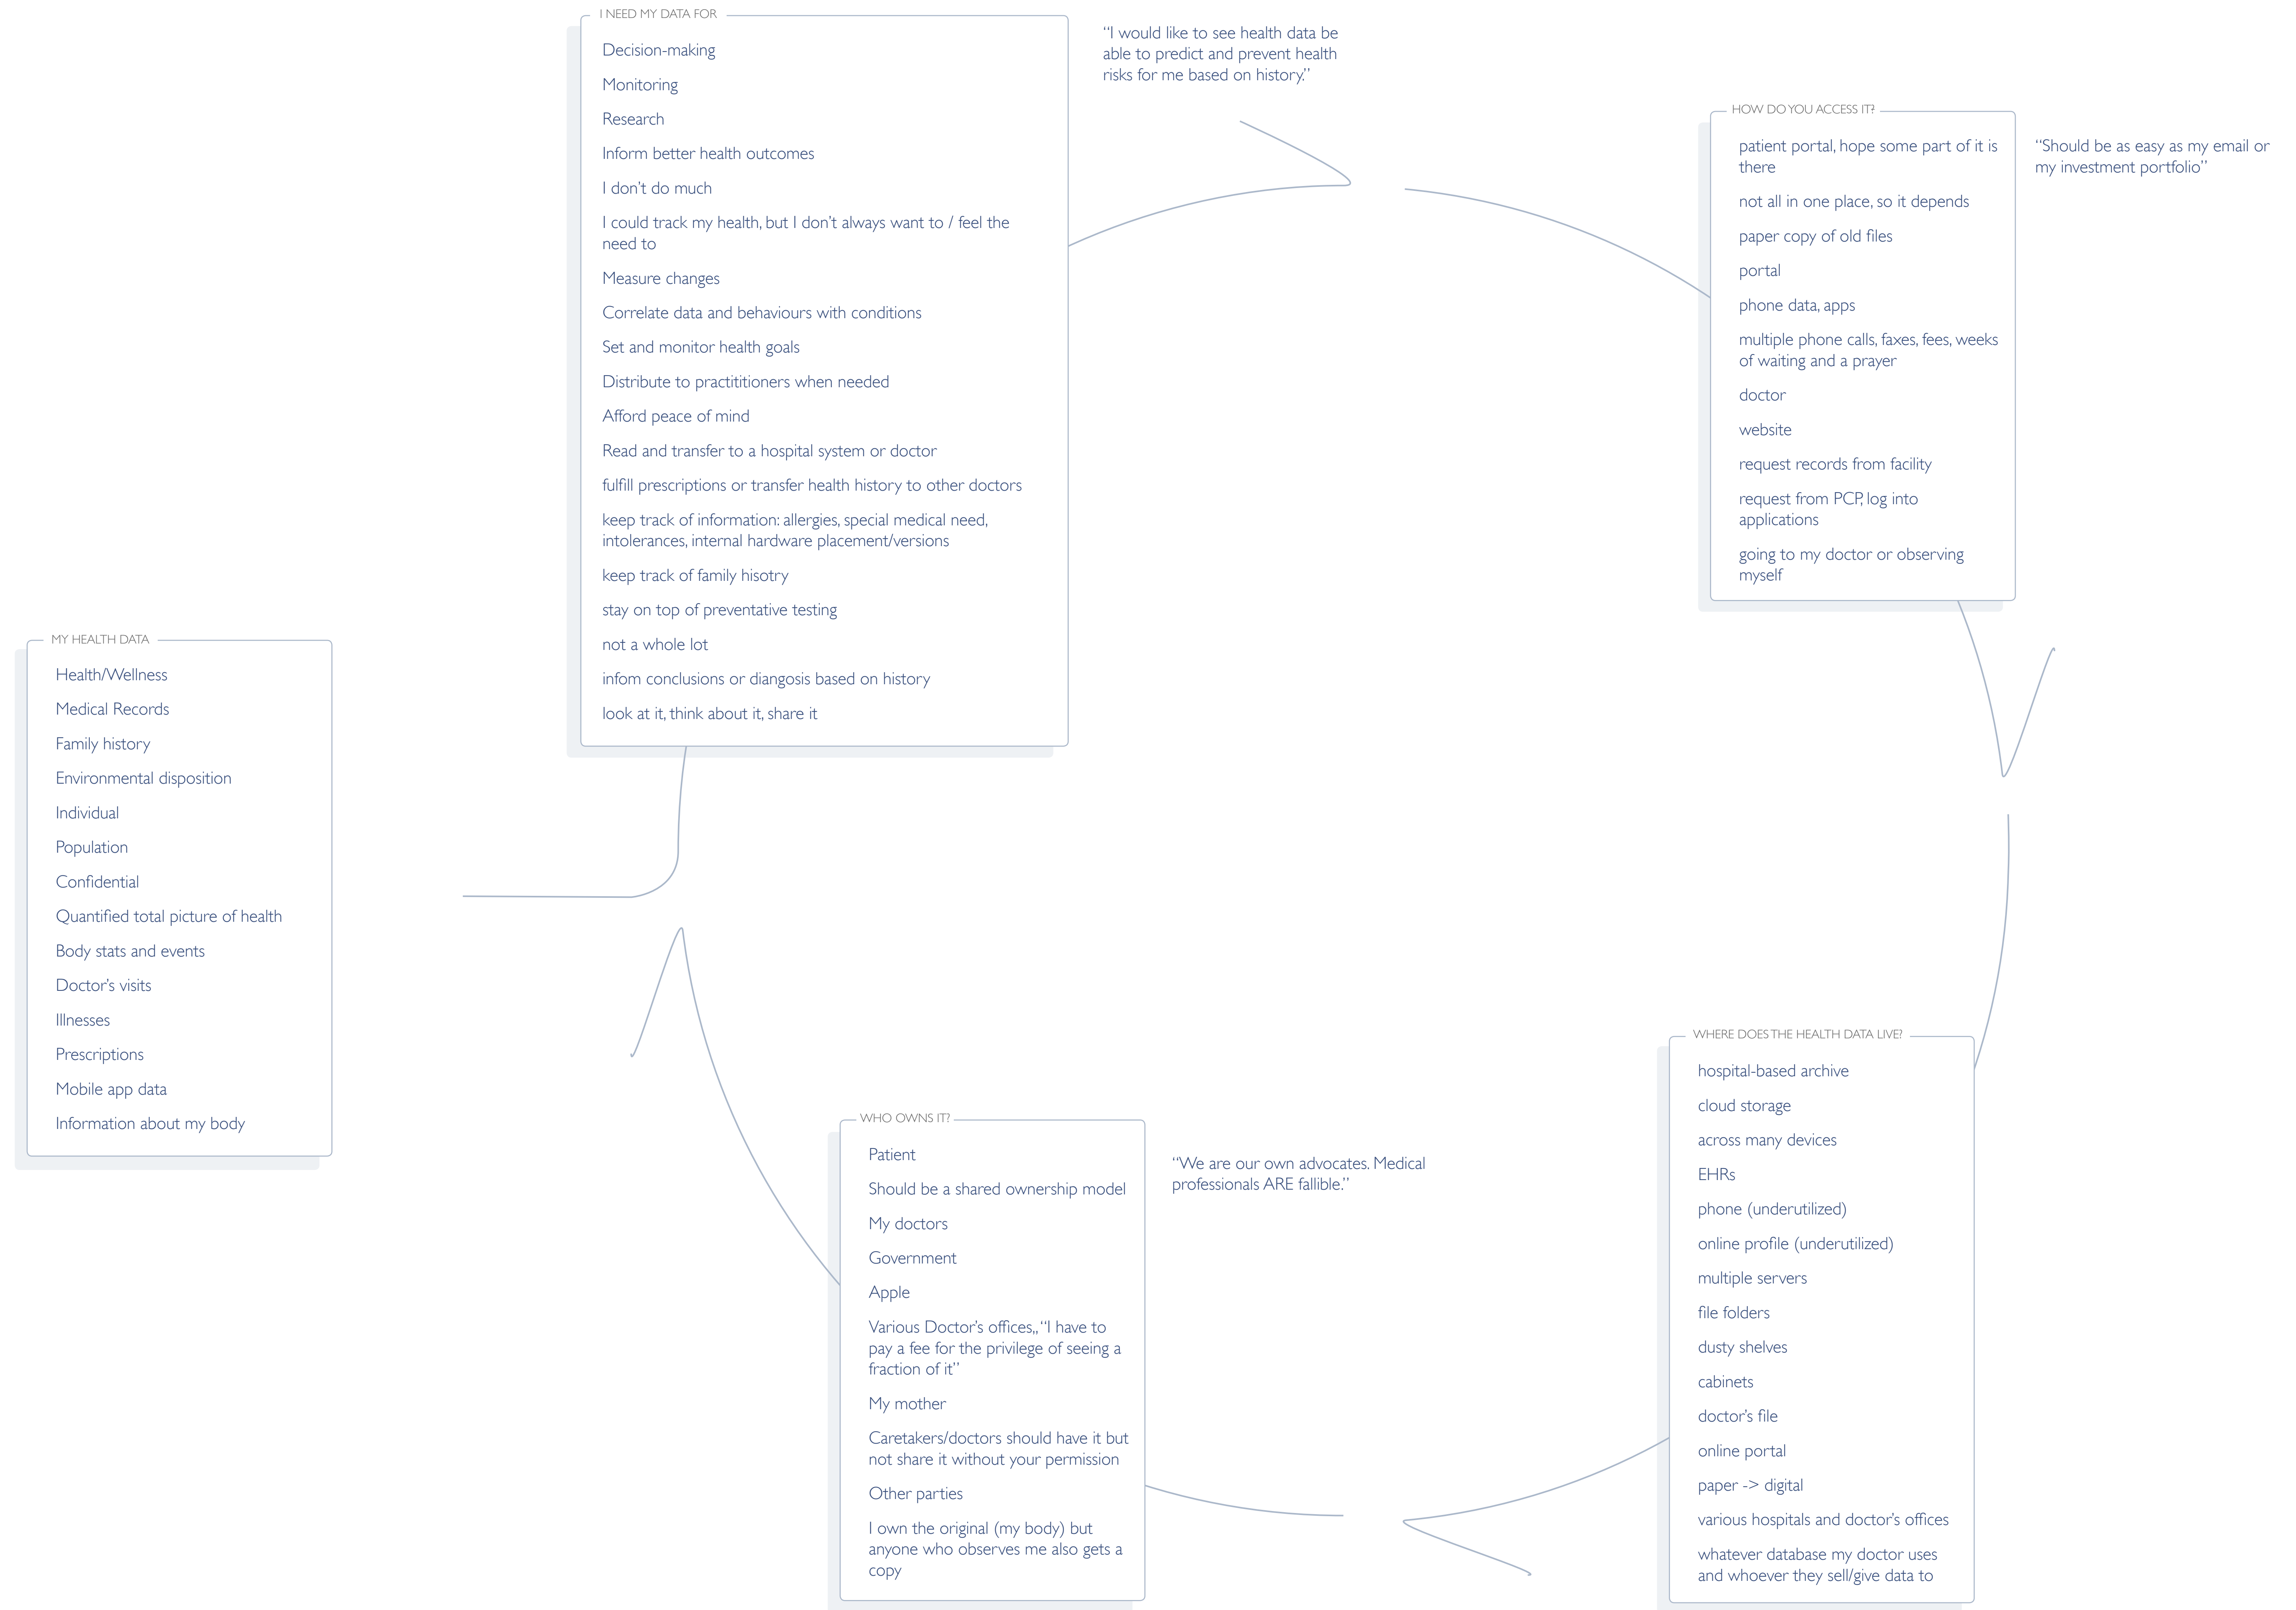 I NEED MY DATA FOR
Decision-making
Monitoring
Research
Inform better health outcomes
I don't do much
I could track my health, but I don't always want to / feel the
need to
Measure changes
Correlate data and behaviours with conditions
Set and monitor health goals
Distribute to practititioners when needed
Afford peace of mind
Read and transfer to a hospital system or doctor
fulfill prescriptions or transfer health history to other doctors
keep track of information: allergies, special medical need,
intolerances, internal hardware placement/versions
keep track of family hisotry
stay on top of preventative testing
not a whole lot
infom conclusions or diangosis based on history
look at it, think about it, share it
“I would like to see health data be
able to predict and prevent health
risks for me based on history.”
HOW DO YOU ACCESS IT?
patient portal, hope some part of it is
there
not all in one place, so it depends
paper copy of old files
portal
phone data, apps
multiple phone calls, faxes, fees, weeks
of waiting and a prayer
doctor
website
request records from facility
request from PCP, log into
applications
going to my doctor or observing
myself
“Should be as easy as my email or
my investment portfolio”
MY HEALTH DATA
Health/Wellness
Medical Records
Family history
Environmental disposition
Individual
Population
Confidential
Quantified total picture of health
Body stats and events
Doctor's visits
Illnesses
Prescriptions
Mobile app data
Information about my body
WHO OWNS IT?
Patient
Should be a shared ownership model
My doctors
Government
Apple
Various Doctor's offices,, “I have to
pay a fee for the privilege of seeing a
fraction of it”
My mother
Caretakers/doctors should have it but
not share it without your permission
Other parties
I own the original (my body) but
anyone who observes me also gets a
copy
“We are our own advocates. Medical
professionals ARE fallible.”
WHERE DOES THE HEALTH DATA LIVE?
hospital-based archive
cloud storage
across many devices
EHRs
phone (underutilized)
online profile (underutilized)
multiple servers
file folders
dusty shelves
cabinets
doctor's file
online portal
paper -> digital
various hospitals and doctor's offices
whatever database my doctor uses
and whoever they sell/give data to